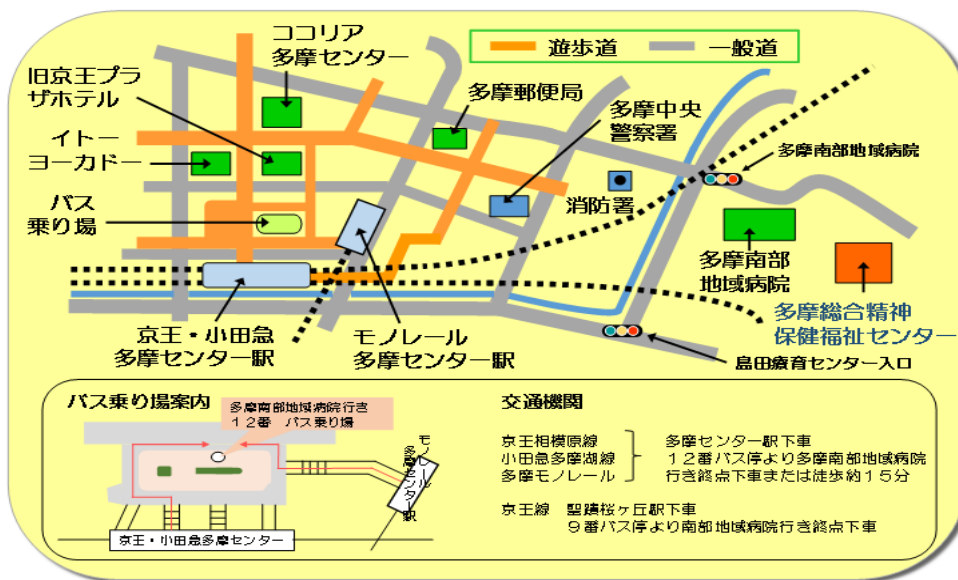 ココリア
多摩センター
遊歩道
一般道
旧京王プラ
ザホテル
多摩郵便局
多摩中央
警察署
イトー
ヨーカドー
多摩南部地域病院
消防署
バス
乗り場
多摩南部
地域病院
多摩総合精神
保健福祉センター
京王・小田急
多摩センター駅
モノレール
多摩センター駅
島田療育センター入口
バス乗り場案内
多摩南部地域病院行き
12番 バス乗り場
モノレール
多摩センター駅
京王・小田急多摩センター
交通機関
京王相模原線
小田急多摩湖線
多摩モノレール
多摩センター駅下車
12番バス停より多摩南部地域病院
行き終点下車または徒歩約15分
京王線 聖蹟桜ヶ丘駅下車
9番バス停より南部地域病院行き終点下車